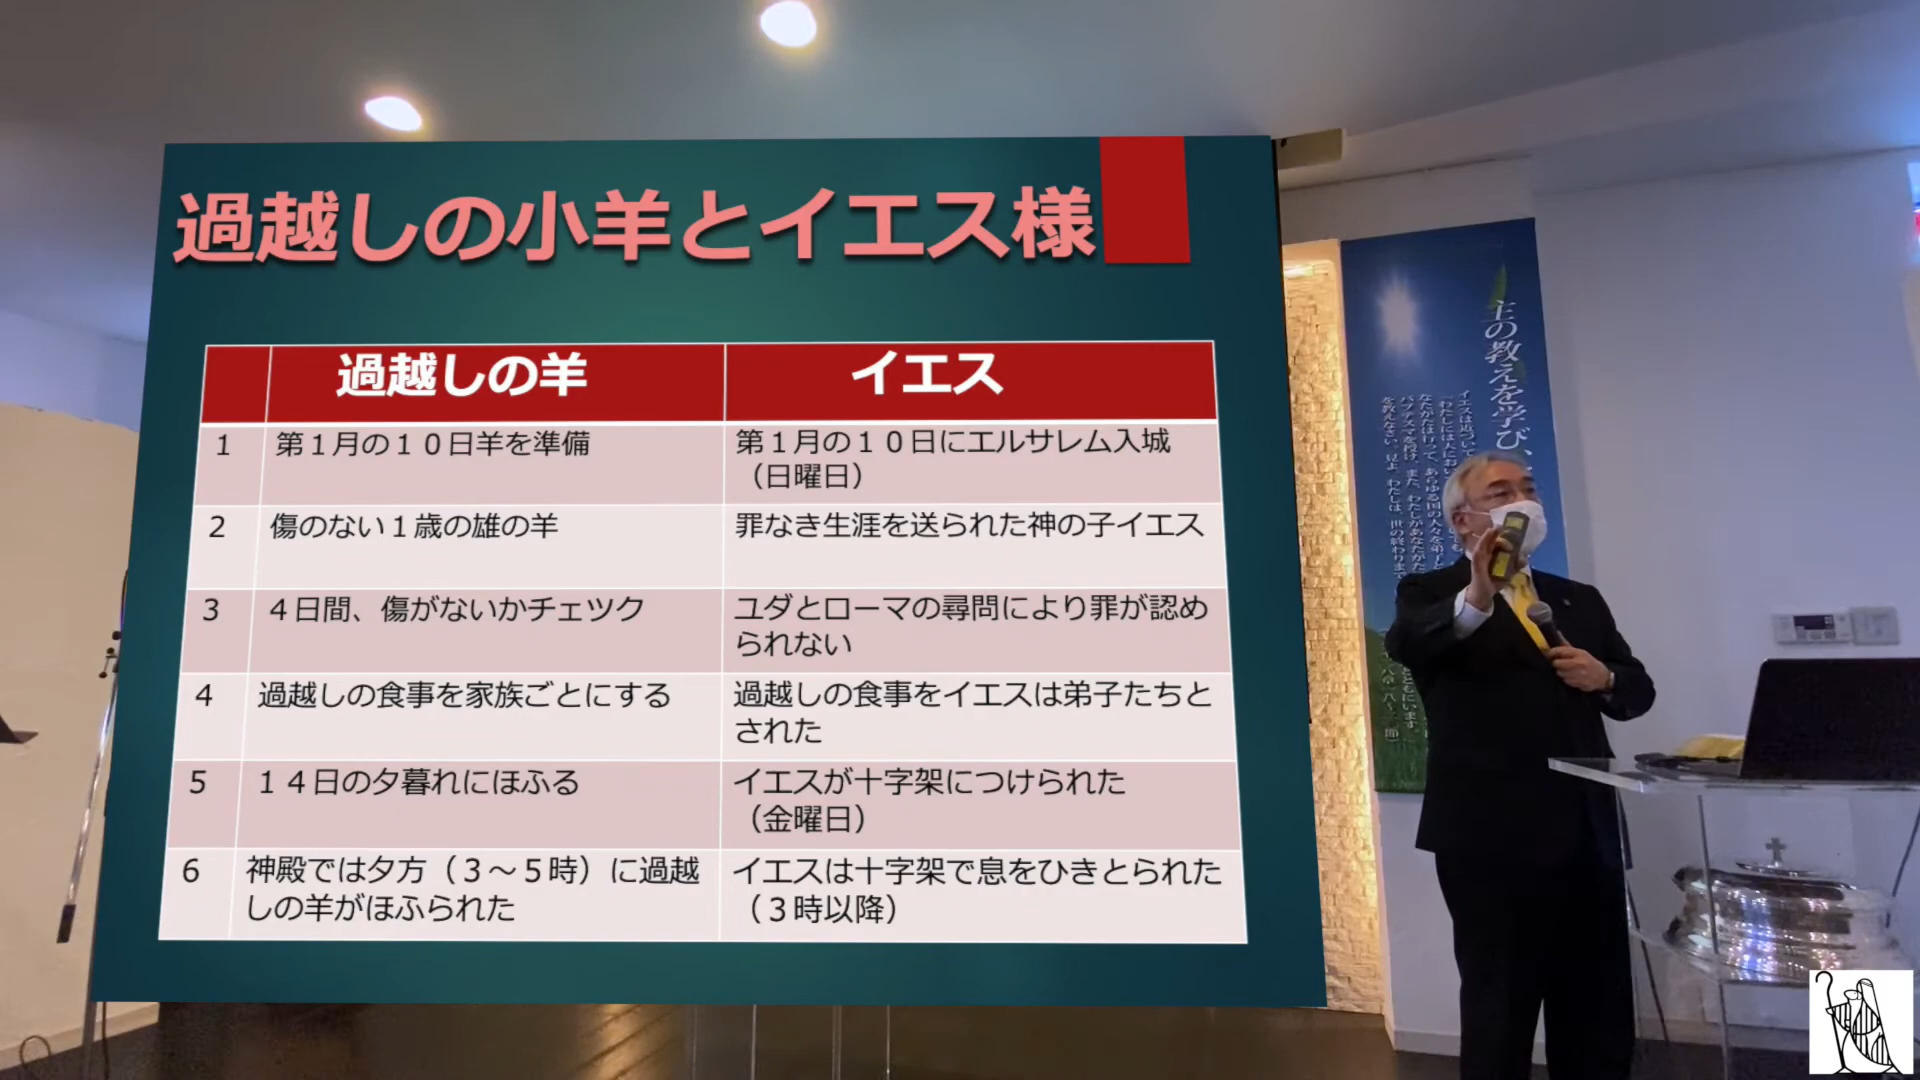 過越しの小羊とイエス様
過越しの羊
イエス
1
第１月の１０日羊を準備
第１月の１０日にエルサレム入城
（日曜日）
2
傷のない１歳の雄の羊
罪なき生涯を送られた神の子イエス
3
４日間、傷がないかチェツク
ユダとローマの尋問により罪が認め
られない
4
過越しの食事を家族ごとにする
過越しの食事をイエスは弟子たちと
された
5
１４日の夕暮れにほふる
イエスが十字架につけられた
（金曜日）
6
神殿では夕方（３～５時）に過越
しの羊がほふられた
イエスは十字架で息をひきとられた
（３時以降）
主の教えを学び、
イエスは近づいて